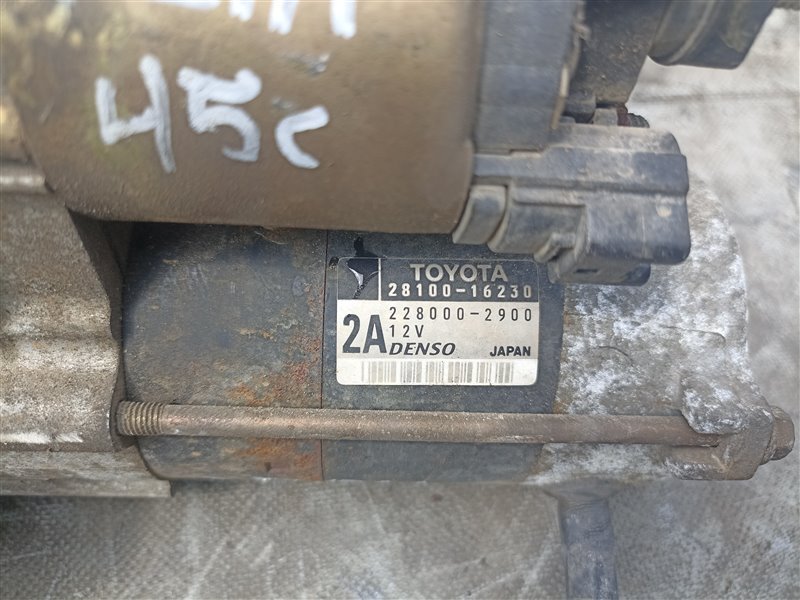 45c
TOYOTA
28100-16230
228000-2900
2A
12V
DENSO
JAPAN